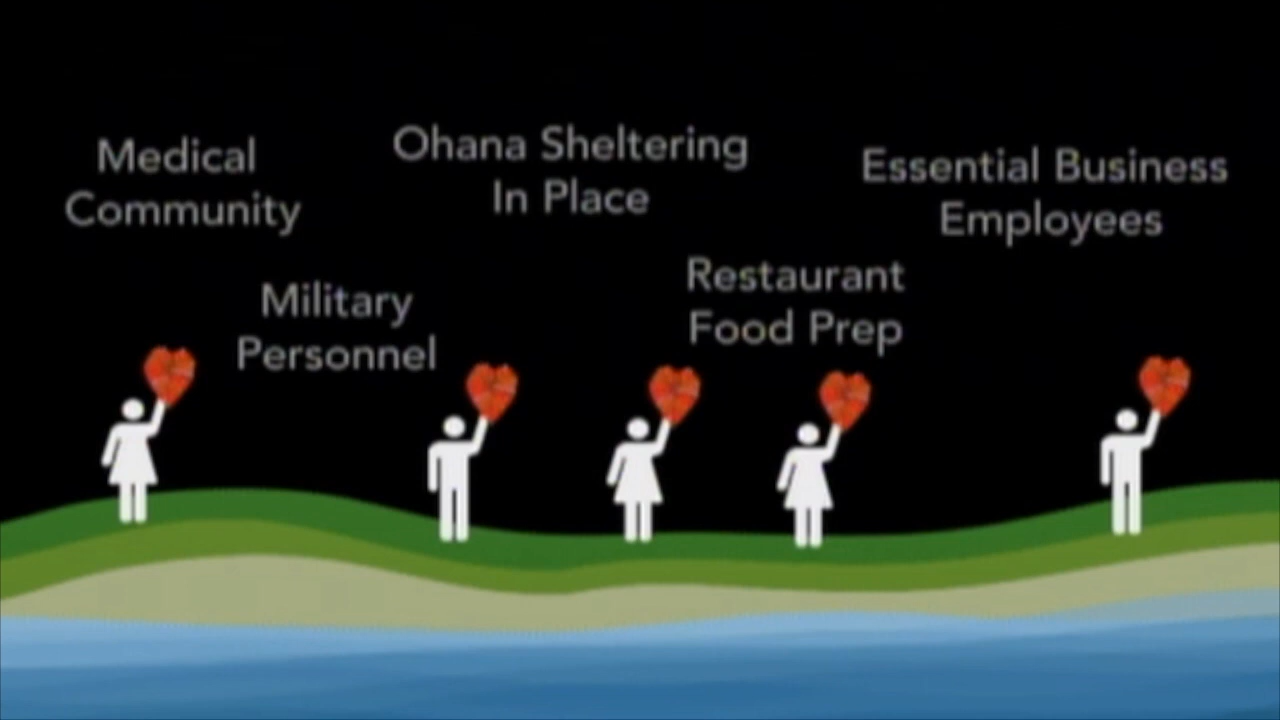 Medical
Community
Military
Personnel
Ohana Sheltering
In Place
Restaurant
Food Prep
Essential Business
Employees